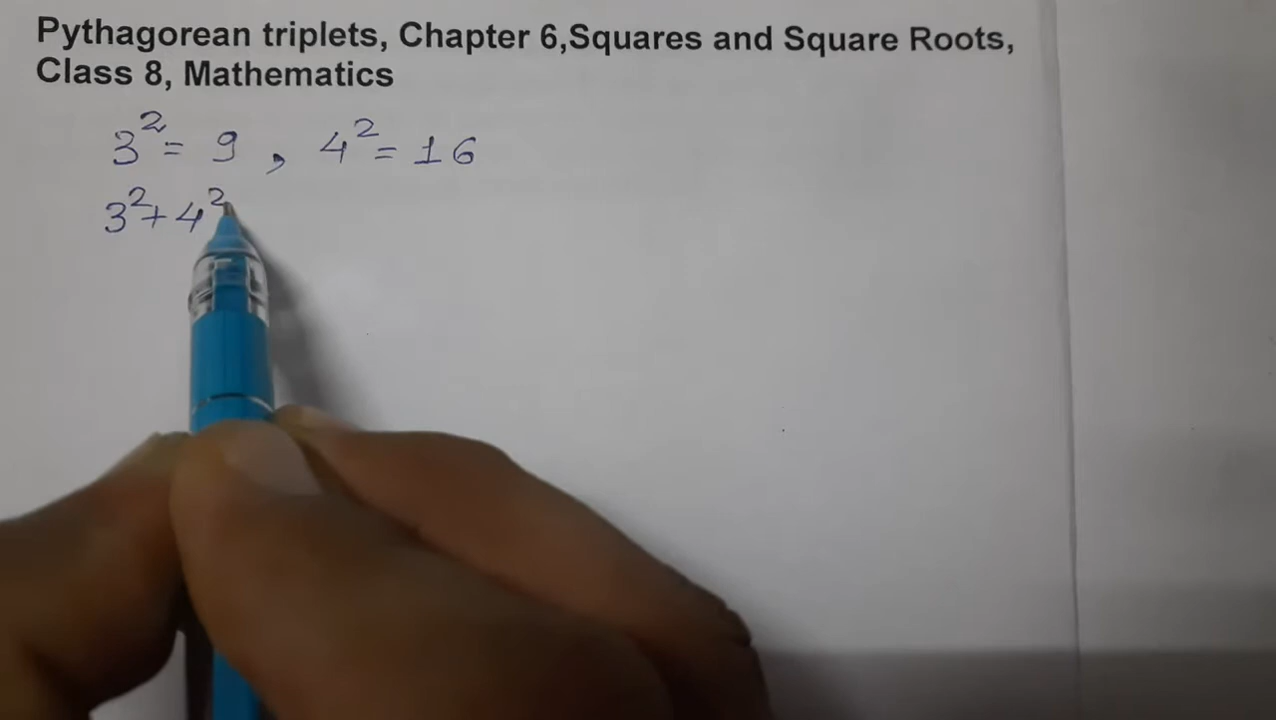 Pythagorean triplets, Chapter 6,Squares and Square Roots,
Class 8, Mathematics
3² = 9 , 4² = 16
3² + 4²